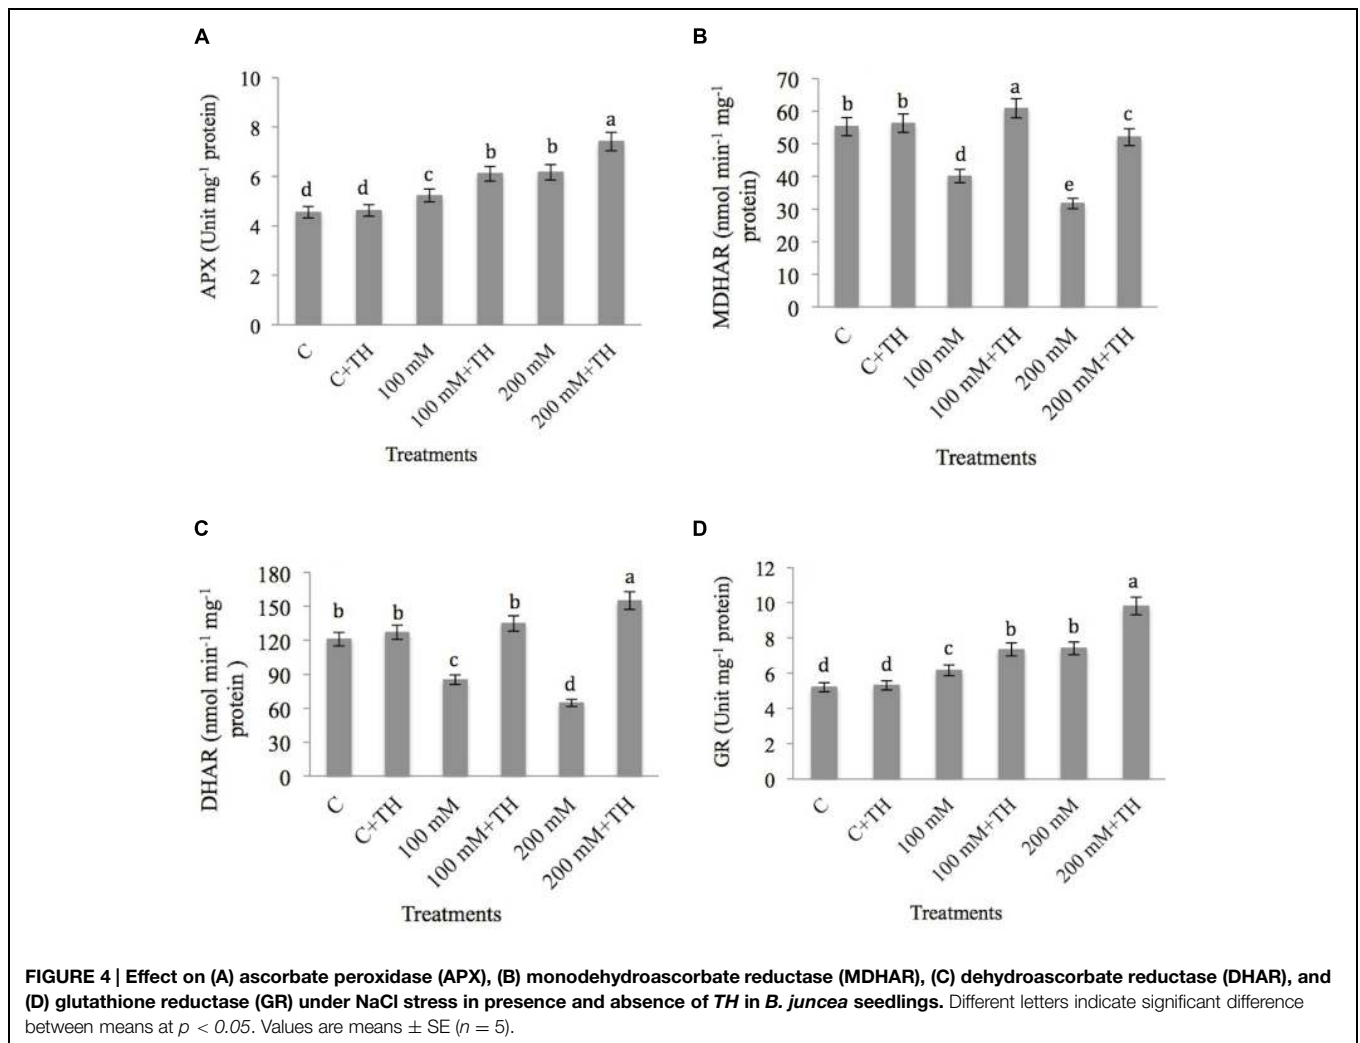 A
APX (Unit mg-1 protein)
10
8
6
4
2
0
d
d
c
b
b
a
C
C+TH
100 mM
100 mM+TH
200 mM
200 mM+TH
Treatments
B
MDHAR (nmol min-1 mg-1
protein)
70
60
50
40
30
20
10
0
b
b
d
a
e
c
C
C+TH
100 mM
100 mM+TH
200 mM
200 mM+TH
Treatments
C
DHAR (nmol min-1 mg-1
protein )
180
150
120
90
60
30
0
b
b
c
b
d
a
C
C+TH
100 mM
100 mM+TH
200 mM
200 mM+TH
Treatments
D
GR (Unit mg-1 protein)
12
10
8
6
4
2
0
d
d
c
b
b
a
C
C+TH
100 mM
100 mM+TH
200 mM
200 mM+TH
Treatments
FIGURE 4 | Effect on (A) ascorbate peroxidase (APX), (B) monodehydroascorbate reductase (MDHAR), (C) dehydroascorbate reductase (DHAR), and
(D) glutathione reductase (GR) under NaCl stress in presence and absence of TH in B. juncea seedlings. Different letters indicate significant difference
between means at p < 0.05. Values are means ± SE (n = 5).